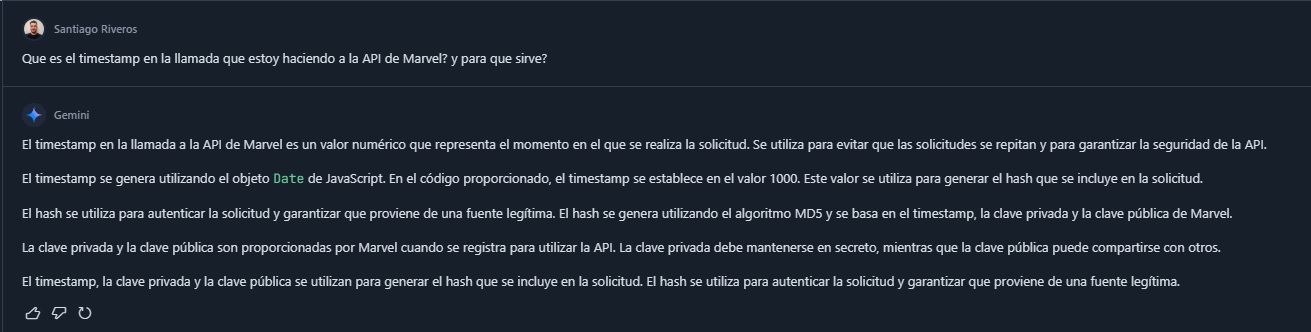 Santiago Riveros
Que es el timestamp en la llamada que estoy haciendo a la API de Marvel? y para que sirve?
Gemini
El timestamp en la llamada a la API de Marvel es un valor numérico que representa el momento en el que se realiza la solicitud. Se utiliza para evitar que las solicitudes se repitan y para garantizar la seguridad de la API.
El timestamp se genera utilizando el objeto Date de JavaScript. En el código proporcionado, el timestamp se establece en el valor 1000. Este valor se utiliza para generar el hash que se incluye en la solicitud.
El hash se utiliza para autenticar la solicitud y garantizar que proviene de una fuente legítima. El hash se genera utilizando el algoritmo MD5 y se basa en el timestamp, la clave privada y la clave pública de Marvel.
La clave privada y la clave pública son proporcionadas por Marvel cuando se registra para utilizar la API. La clave privada debe mantenerse en secreto, mientras que la clave pública puede compartirse con otros.
El timestamp, la clave privada y la clave pública se utilizan para generar el hash que se incluye en la solicitud. El hash se utiliza para autenticar la solicitud y garantizar que proviene de una fuente legítima.